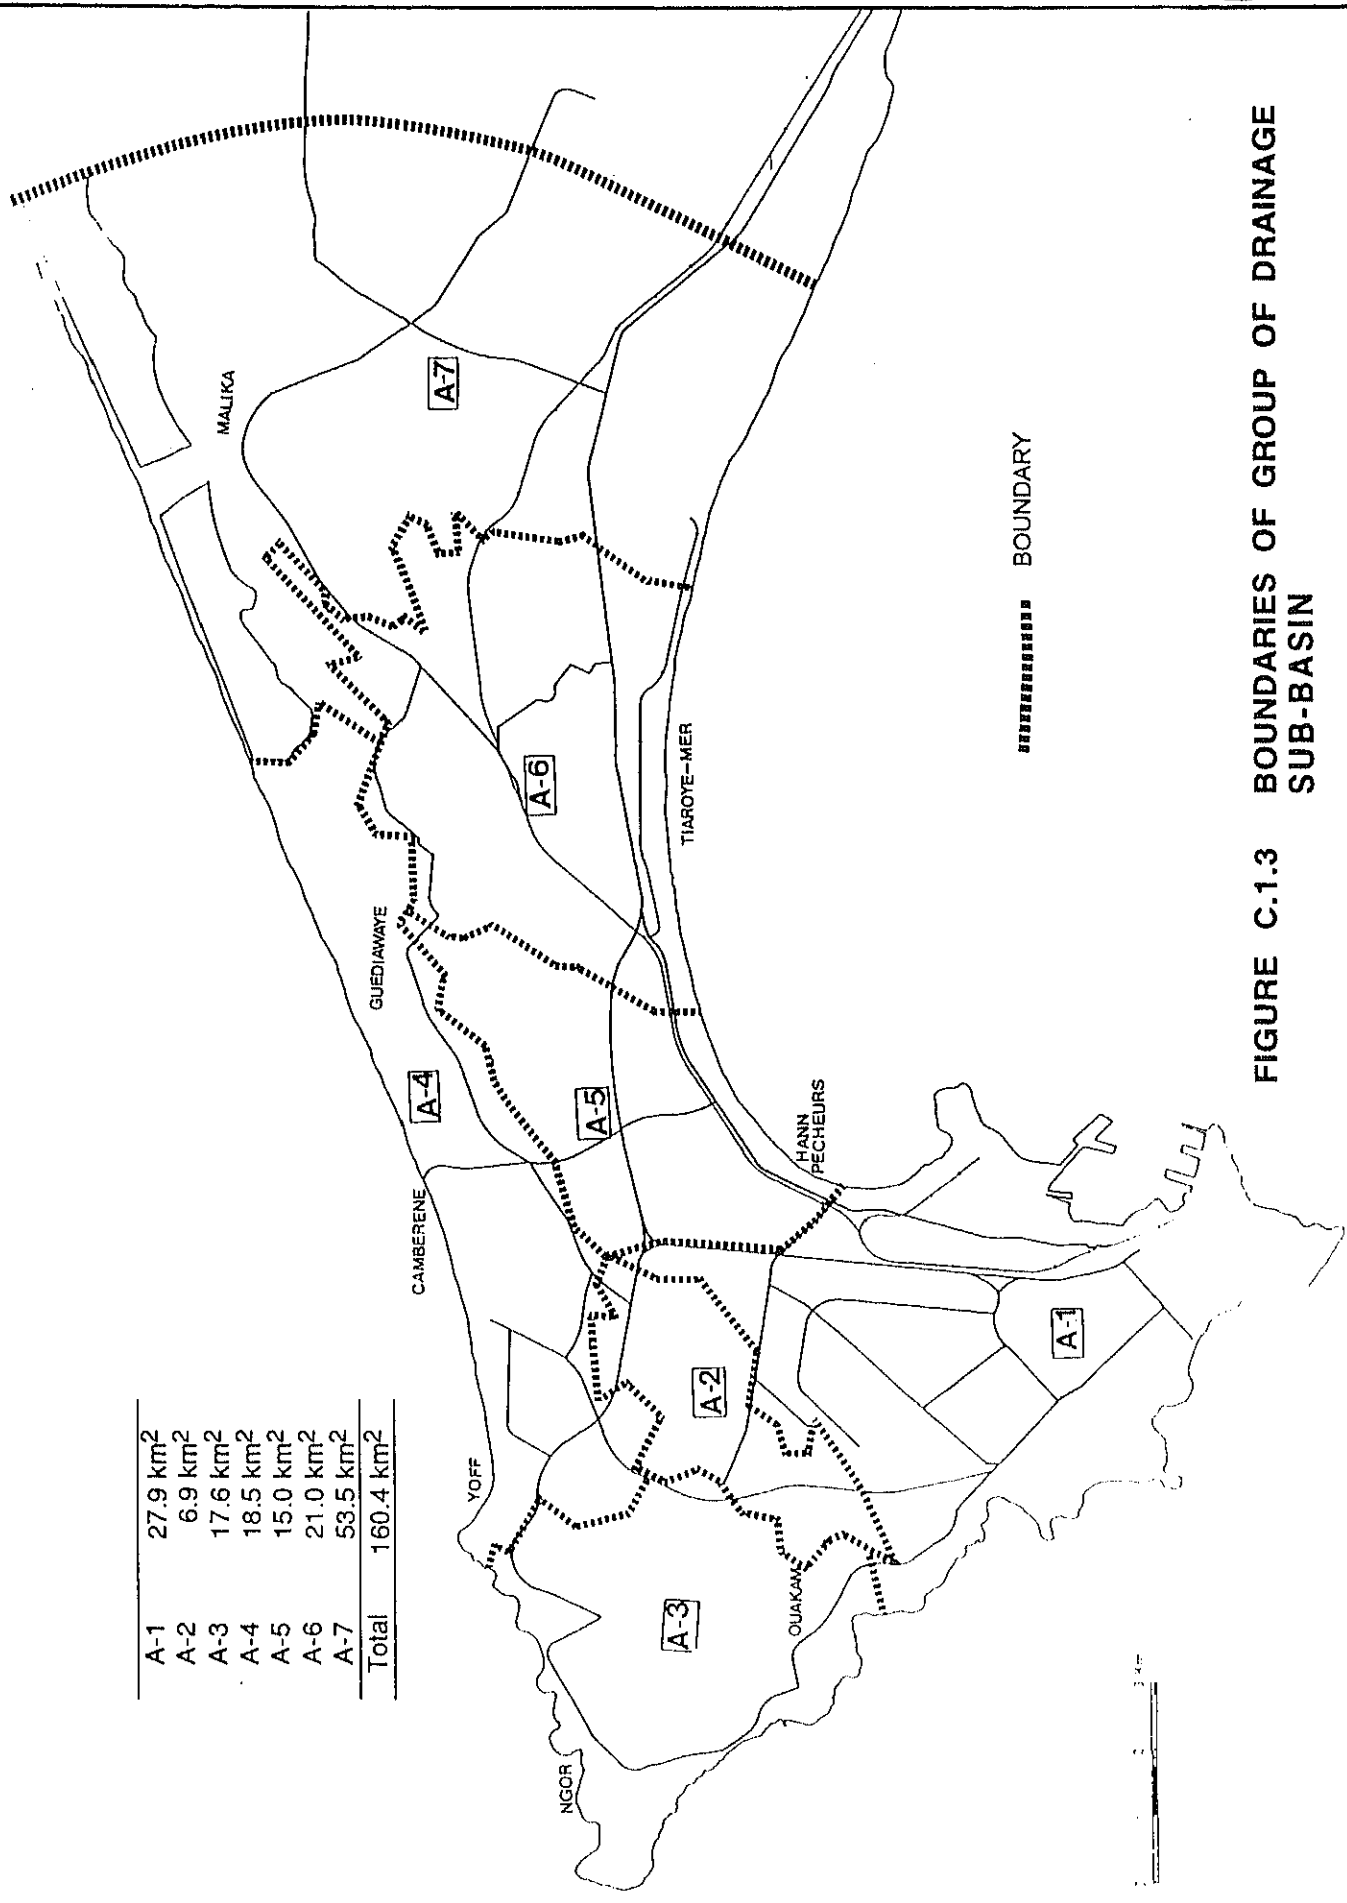 A-1 27.9 km²
A-2 6.9 km²
A-3 17.6 km²
A-4 18.5 km²
A-5 15.0 km²
A-6 21.0 km²
A-7 53.5 km²
Total 160.4 km²
NGOR
YOFF
CAMBERENE
GUEDIAWAYE
MALIKA
A-3
OUAKAM
A-2
A-1
A-4
A-5
A-6
A-7
HANN
PECHEURS
TIAROYE-MER
BOUNDARY
FIGURE C.1.3 BOUNDARIES OF GROUP OF DRAINAGE
SUB-BASIN